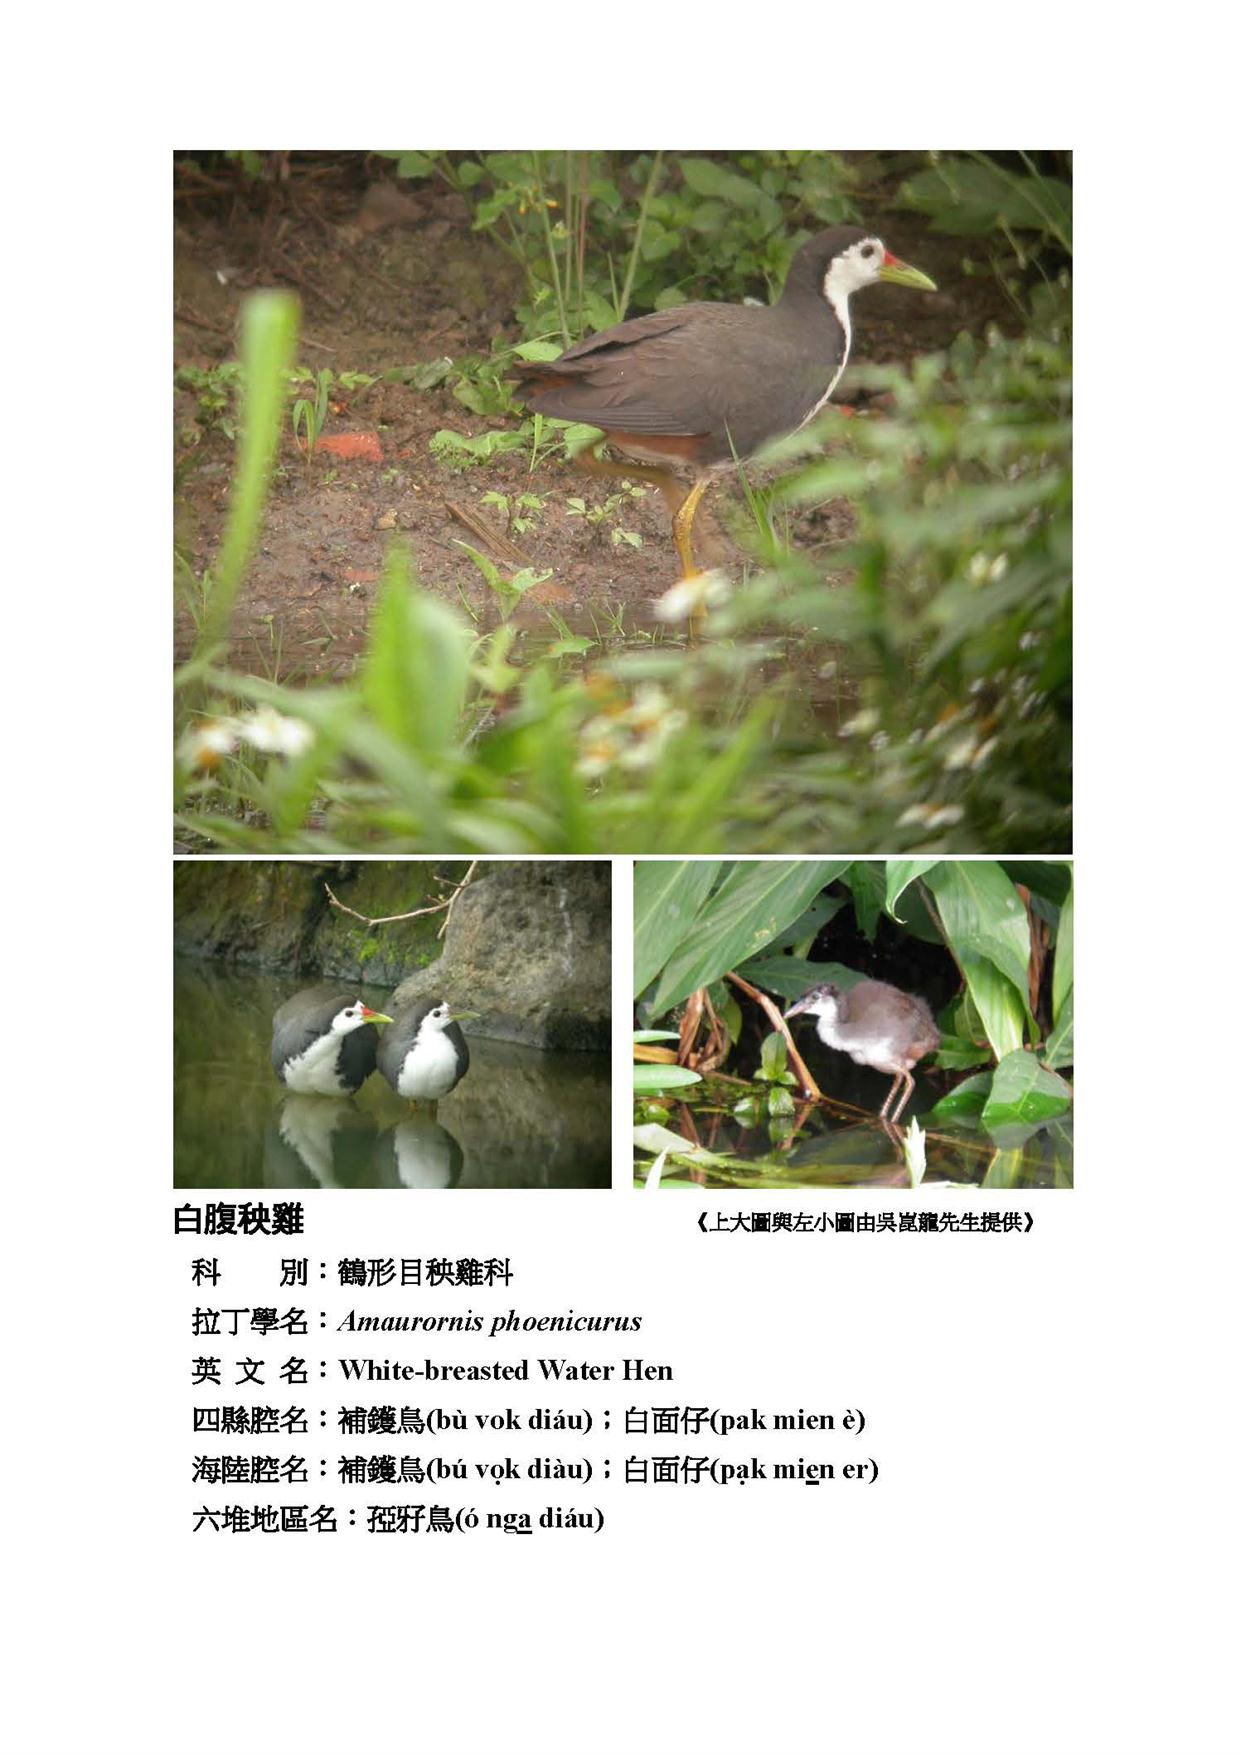 白腹秧雞 《上大圖與左小圖由吳崑龍先生提供》
科 別：鶴形目秧雞科
拉丁學名：Amaurornis phoenicurus
英 文 名：White-breasted Water Hen
四縣腔名：補鑊鳥(bù vok diáu)；白面仔(pak mien è)
海陸腔名：補鑊鳥(bú vo̩k diàu)；白面仔(pa̩k mien er)
六堆地區名：孲𤘅鳥(ó nga diáu)